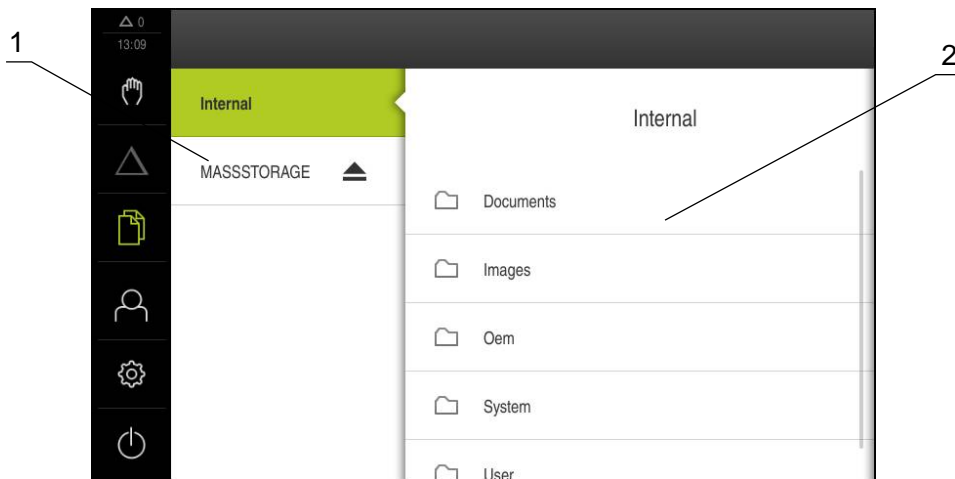 1
2
0
13:09
Internal
MASSSTORAGE
Internal
Documents
Images
Oem
System
User